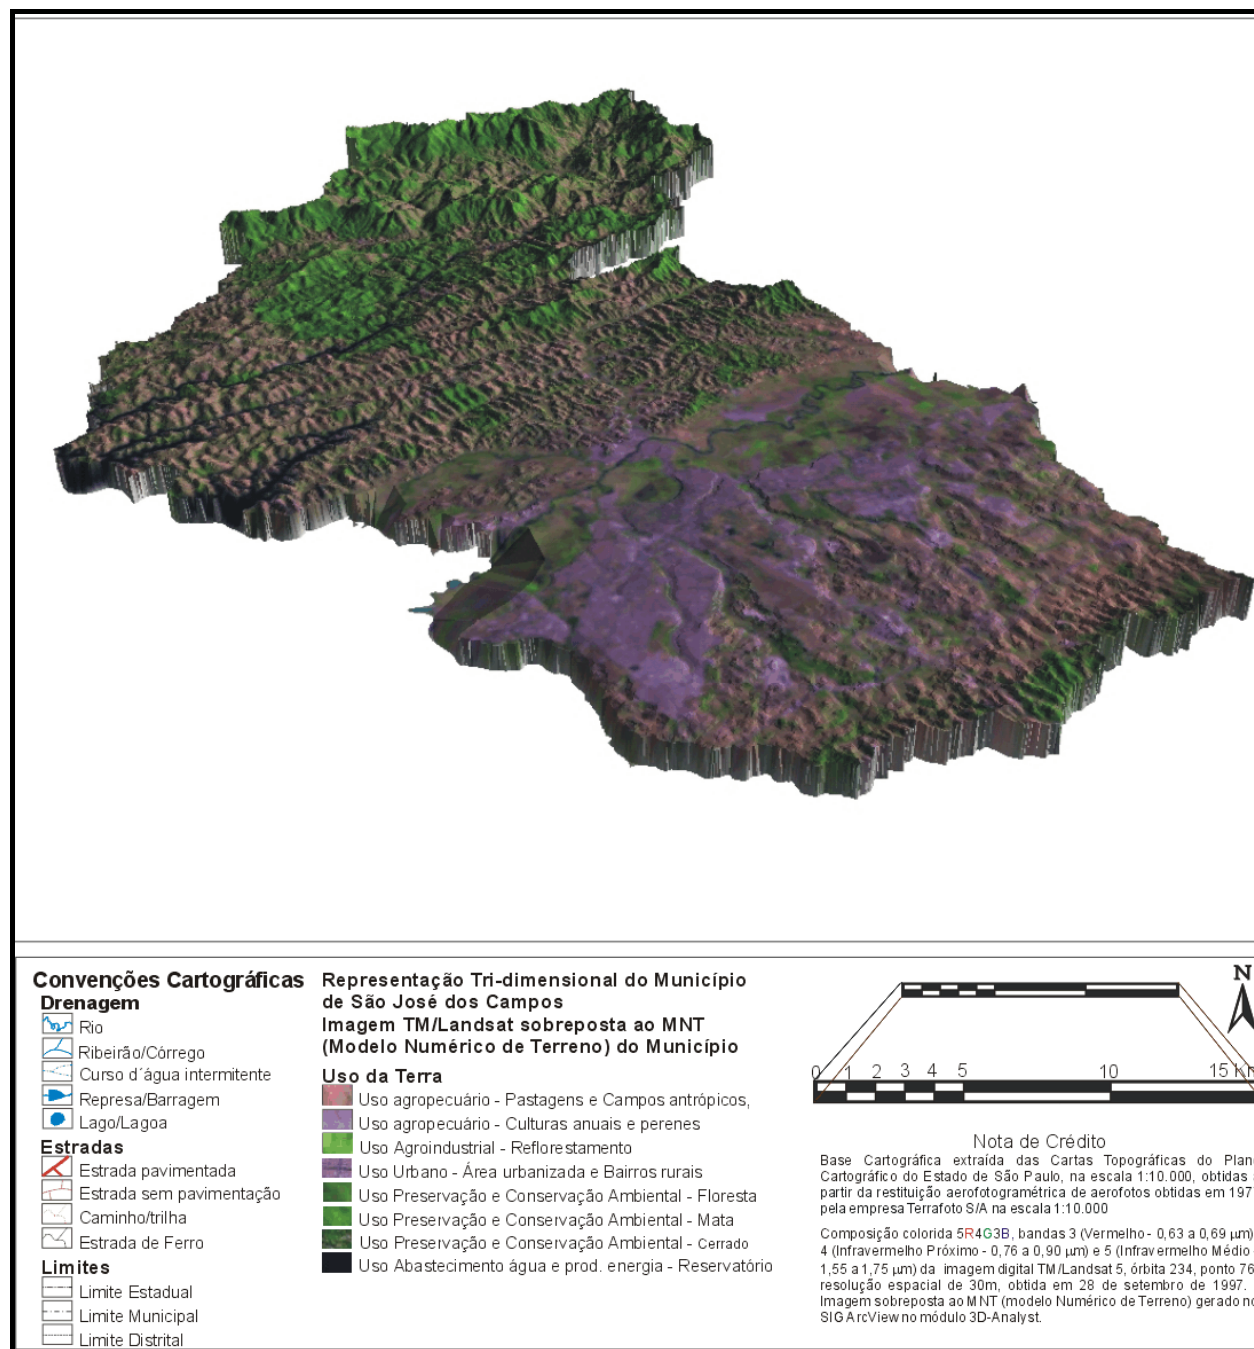 Convenções Cartográficas
Drenagem
Rio
Ribeirão/Córrego
Curso d´água intermitente
Represa/Barragem
Lago/Lagoa
Estradas
Estrada pavimentada
Estrada sem pavimentação
Caminho/trilha
Estrada de Ferro
Limites
Limite Estadual
Limite Municipal
Limite Distrital
Representação Tri-dimensional do Município
de São José dos Campos
Imagem TM/Landsat sobreposta ao MNT
(Modelo Numérico de Terreno) do Município
Uso da Terra
Uso agropecuário - Pastagens e Campos antrópicos,
Uso agropecuário - Culturas anuais e perenes
Uso Agroindustrial - Reflorestamento
Uso Urbano - Área urbanizada e Bairros rurais
Uso Preservação e Conservação Ambiental - Floresta
Uso Preservação e Conservação Ambiental - Mata
Uso Preservação e Conservação Ambiental - Cerrado
Uso Abastecimento água e prod. energia - Reservatório
N
0 1 2 3 4 5 10 15
Nota de Crédito
Base Cartográfica extraída das Cartas Topográficas do
Cartográfico do Estado de São Paulo, na escala 1:10.000, obtidas
partir da restituição aerofotogramétrica de aerofotos obtidas em
pela empresa Terrafoto S/A na escala 1:10.000
Composição colorida 5R4G3B, bandas 3 (Vermelho - 0,63 a 0,69 µm)
4 (Infravermelho Próximo - 0,76 a 0,90 µm) e 5 (Infravermelho Médio
1,55 a 1,75 µm) da imagem digital TM/Landsat 5, órbita 234, ponto 76
resolução espacial de 30m, obtida em 28 de setembro de 1997.
Imagem sobreposta ao MNT (modelo Numérico de Terreno) gerado no
SIG ArcView no módulo 3D-Analyst.